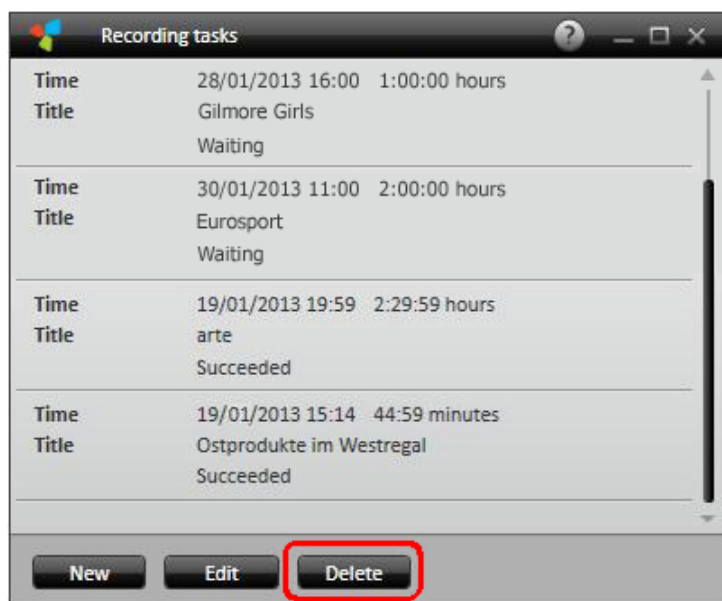 Recording tasks ?
Time 28/01/2013 16:00 1:00:00 hours
Title Gilmore Girls
Waiting
Time 30/01/2013 11:00 2:00:00 hours
Title Eurosport
Waiting
Time 19/01/2013 19:59 2:29:59 hours
Title arte
Succeeded
Time 19/01/2013 15:14 44:59 minutes
Title Ostprodukte im Westregal
Succeeded
New Edit Delete